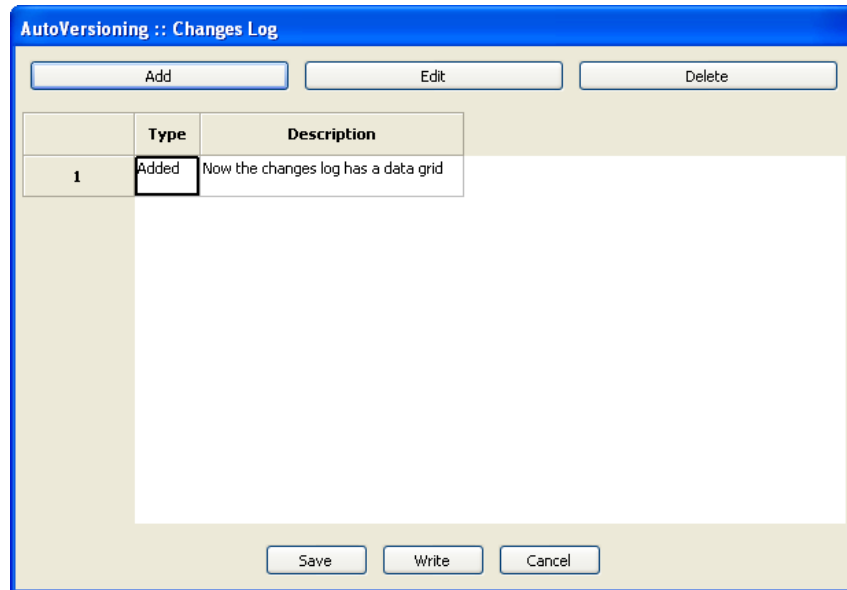 AutoVersioning :: Changes Log
Add Edit Delete
Type Description
1 Added Now the changes log has a data grid
Save Write Cancel